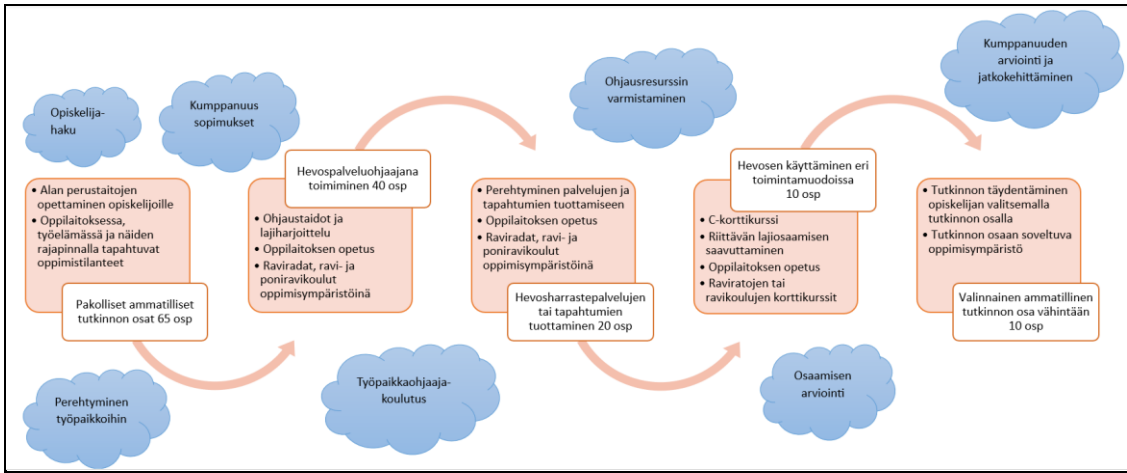 Opiskelija-
haku
Kumppanuus
sopimukset
Ohjausresurssin
varmistaminen
Kumppanuuden
arviointi ja
jatkokehittäminen
• Alan perustaitojen
opettaminen opiskelijoille
• Oppilaitoksessa,
työelämässä ja näiden
rajapinnalla tapahtuvat
oppimistilanteet
Pakolliset ammatilliset
tutkinnon osat 65 osp
Hevospalveluohjaajana
toimiminen 40 osp
• Ohjaustaidot ja
lajiharjoittelu
• Oppilaitoksen opetus
• Raviradat, ravi- ja
poniravikoulut
oppimisympäristöinä
• Perehtyminen palvelujen ja
tapahtumien tuottamiseen
• Oppilaitoksen opetus
• Raviradat, ravi- ja
poniravikoulut
oppimisympäristöinä
Hevosharrastepalvelujen
tai tapahtumien
tuottaminen 20 osp
Hevosen käyttäminen eri
toimintamuodoissa
10 osp
• C-korttikurssi
• Riittävän lajiosaamisen
saavuttaminen
• Oppilaitoksen opetus
• Raviratojen tai
ravikoulujen korttikurssit
• Tutkinnon täydentäminen
opiskelijan valitsemalla
tutkinnon osalla
• Tutkinnon osaan soveltuva
oppimisympäristö
Valinnainen ammatillinen
tutkinnon osa vähintään
10 osp
Perehtyminen
työpaikkoihin
Työpaikkaohjaaja-
koulutus
Osaamisen
arviointi